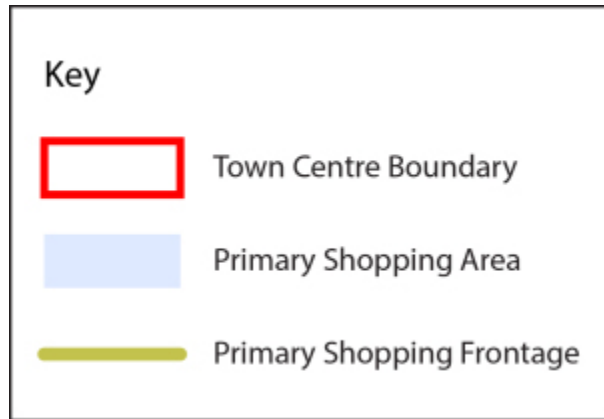 Key
Town Centre Boundary
Primary Shopping Area
Primary Shopping Frontage